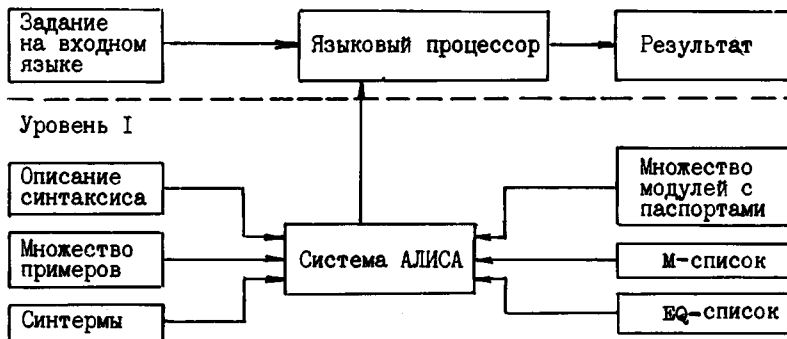 Задание
на входном
языке
Языковый процессор
Результат
Уровень I
Описание
синтаксиса
Множество
примеров
Синтермы
Система АЛИСА
Множество
модулей с
паспортами
М-список
EQ-список